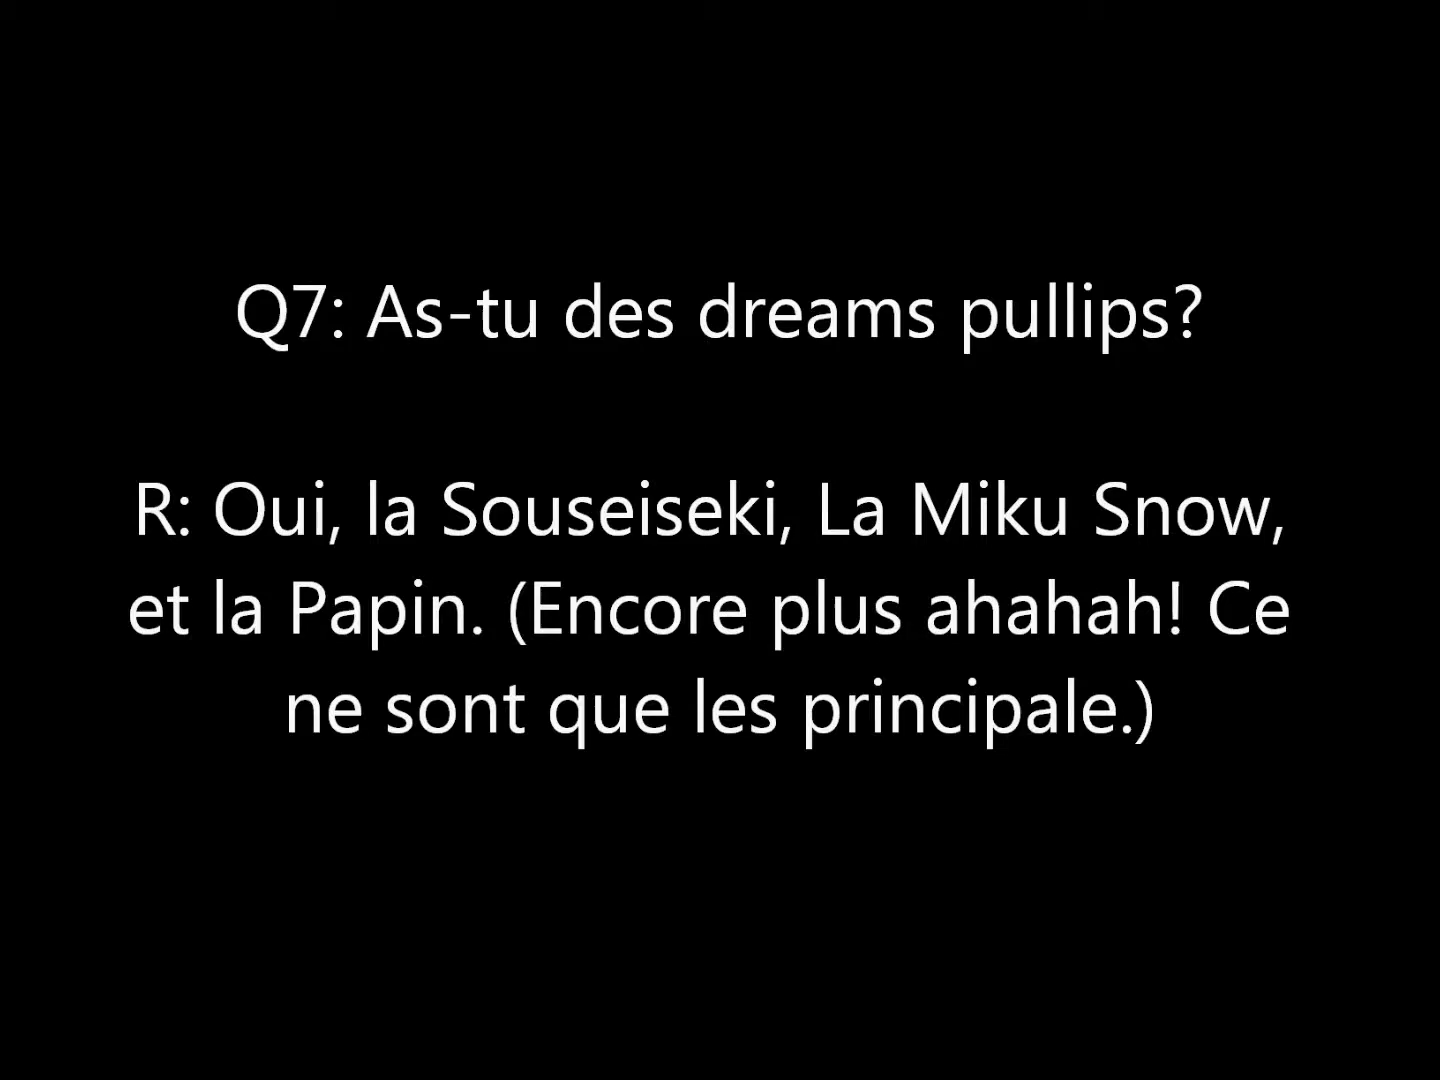 Q7: As-tu des dreams pullips?
R: Oui, la Souseiseki, La Miku Snow,
et la Papin. (Encore plus ahahah! Ce
ne sont que les principale.)